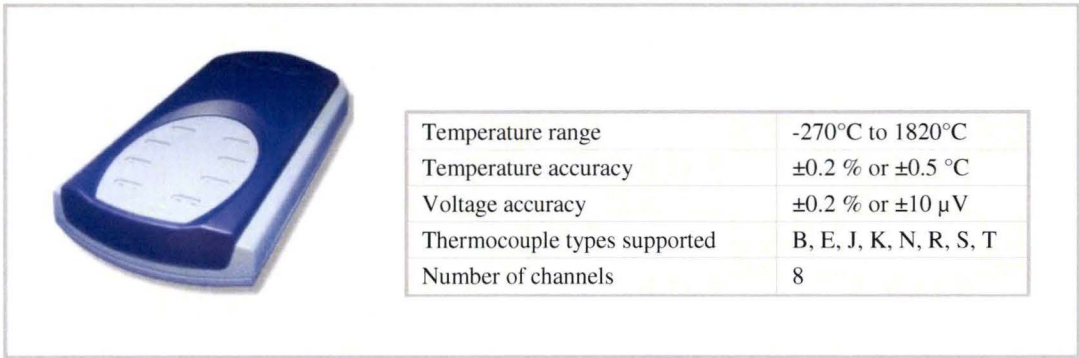 Temperature range -270°C to 1820°C
Temperature accuracy ±0.2 % or ±0.5 °C
Voltage accuracy ±0.2 % or ±10 µV
Thermocouple types supported B, E, J, K, N, R, S, T
Number of channels 8